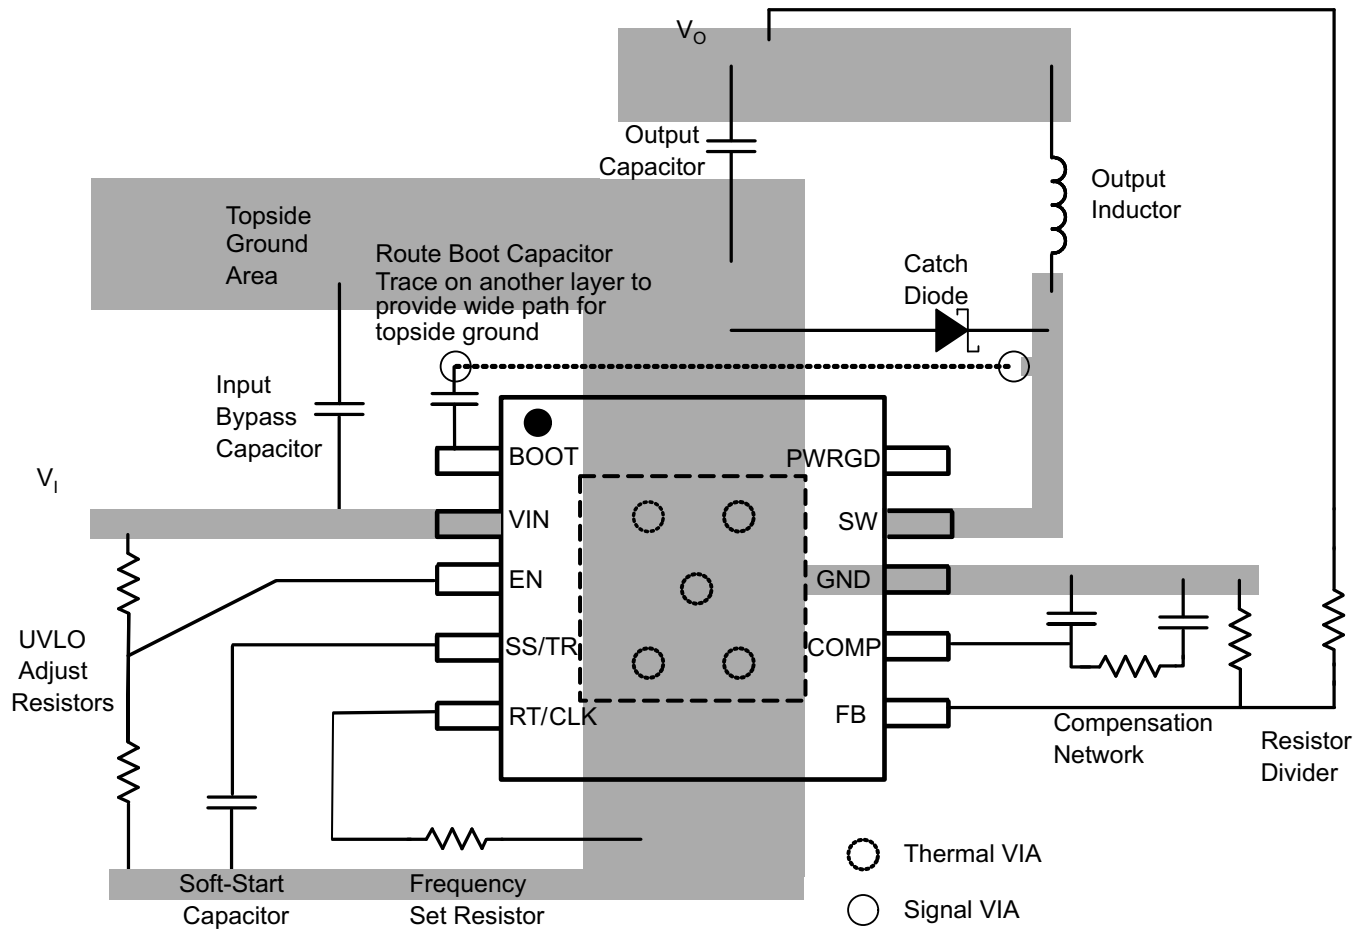 V_O
Output
Capacitor
Output
Inductor
Topside
Ground
Area
Route Boot Capacitor
Trace on another layer to
provide wide path for
topside ground
Catch
Diode
Input
Bypass
Capacitor
V_I
BOOT
VIN
EN
SS/TR
RT/CLK
PWRGD
SW
GND
COMP
FB
UVLO
Adjust
Resistors
Compensation
Network
Resistor
Divider
Soft-Start
Capacitor
Frequency
Set Resistor
Thermal VIA
Signal VIA